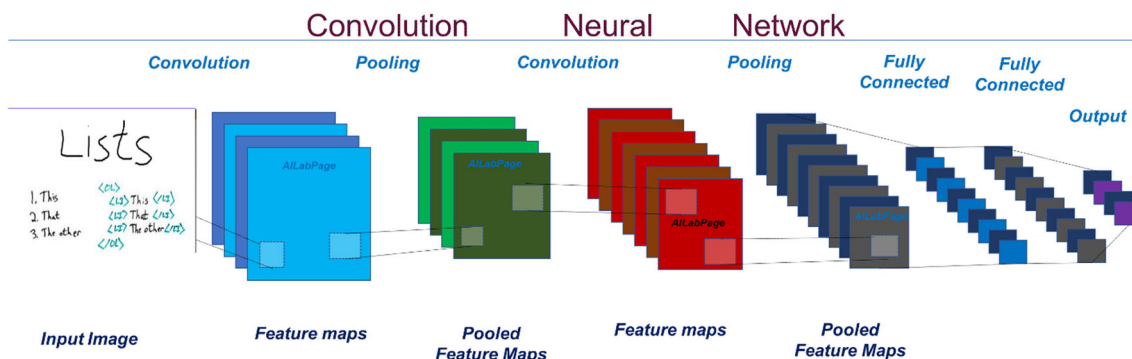 Convolution Neural Network
Convolution Pooling Convolution Pooling Fully Connected Fully Connected
Output
Lists
1. This
2. That
3. The other
<OL>
<LI> This </LI>
<LI> That </LI>
<LI> The other </LI>
</OL>
AILabPage
AILabPage
AILabPage
AILabPage
Input Image Feature maps Pooled Feature Maps Feature maps Pooled Feature Maps